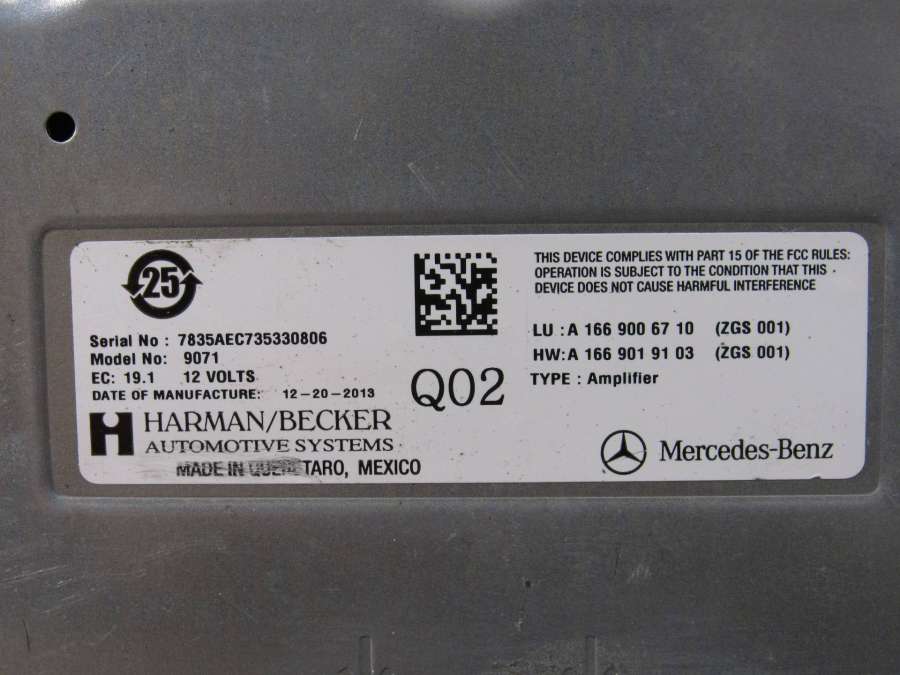 25
THIS DEVICE COMPLIES WITH PART 15 OF THE FCC RULES:
OPERATION IS SUBJECT TO THE CONDITION THAT THIS
DEVICE DOES NOT CAUSE HARMFUL INTERFERENCE
Serial No : 7835AEC735330806
Model No: 9071
EC: 19.1 12 VOLTS
DATE OF MANUFACTURE: 12-20-2013
HARMAN/BECKER
AUTOMOTIVE SYSTEMS
MADE IN QUERETARO, MEXICO
Q02
LU : A 166 900 67 10 (ZGS 001)
HW: A 166 901 91 03 (ZGS 001)
TYPE : Amplifier
Mercedes-Benz